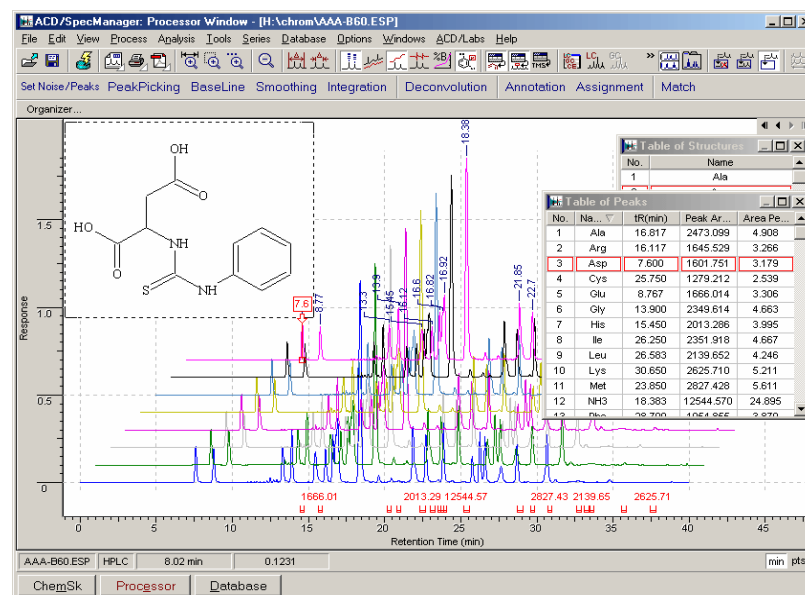 ACD/SpecManager: Processor Window - [H:\chrom\AAA-B60.ESP]
File Edit View Process Analysis Tools Series Database Options Windows ACD/Labs Help
Set Noise/Peaks PeakPicking BaseLine Smoothing Integration Deconvolution Annotation Assignment Match
Organizer...
Table of Structures
No. Name
1 Ala
Table of Peaks
No. Na... tR(min) Peak Ar... Area Pe...
1 Ala 16.817 2473.099 4.908
2 Arg 16.117 1645.529 3.266
3 Asp 7.600 1601.751 3.179
4 Cys 25.750 1279.212 2.539
5 Glu 8.767 1666.014 3.306
6 Gly 13.900 2349.614 4.663
7 His 15.450 2013.286 3.995
8 Ile 26.250 2351.918 4.667
9 Leu 26.583 2139.652 4.246
10 Lys 30.650 2625.710 5.211
11 Met 23.850 2827.428 5.611
12 NH3 18.383 12544.570 24.895
OH
O
HO
O
NH
S
NH
7.6
8.77
13.3
13.9
15.45
16.12
16.6
16.82
16.92
18.38
21.85
22.7
Response
1.5
1.0
0.5
0
1666.01 2013.29 12544.57 2827.43 2139.65 2625.71
0 5 10 15 20 25 30 35 40 45
Retention Time (min)
AAA-B60.ESP HPLC 8.02 min 0.1231 min pts
ChemSk Processor Database